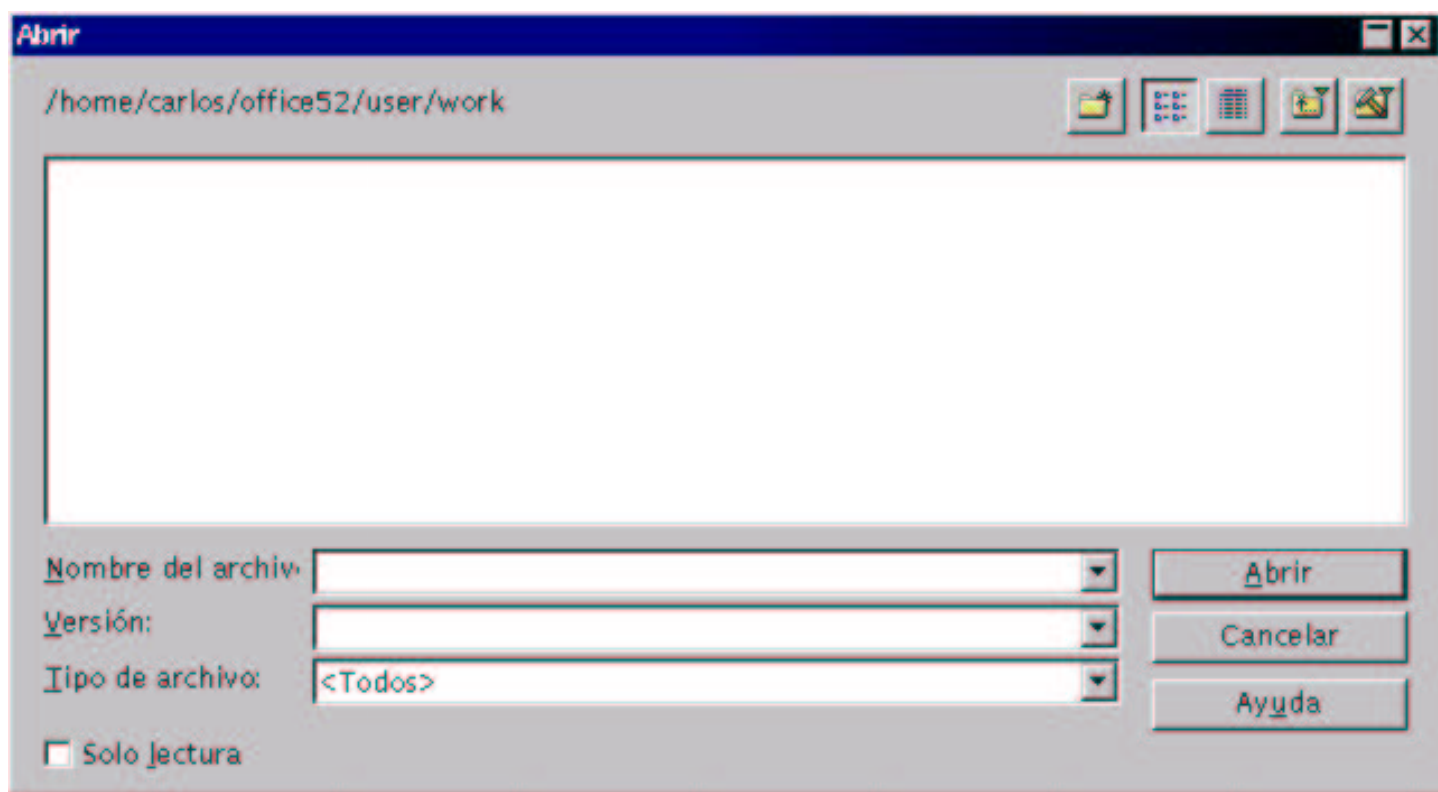 Abrir
/home/carlos/office52/user/work
Nombre del archiv
Abrir
Versión:
Cancelar
Tipo de archivo:
<Todos>
Ayuda
Solo lectura